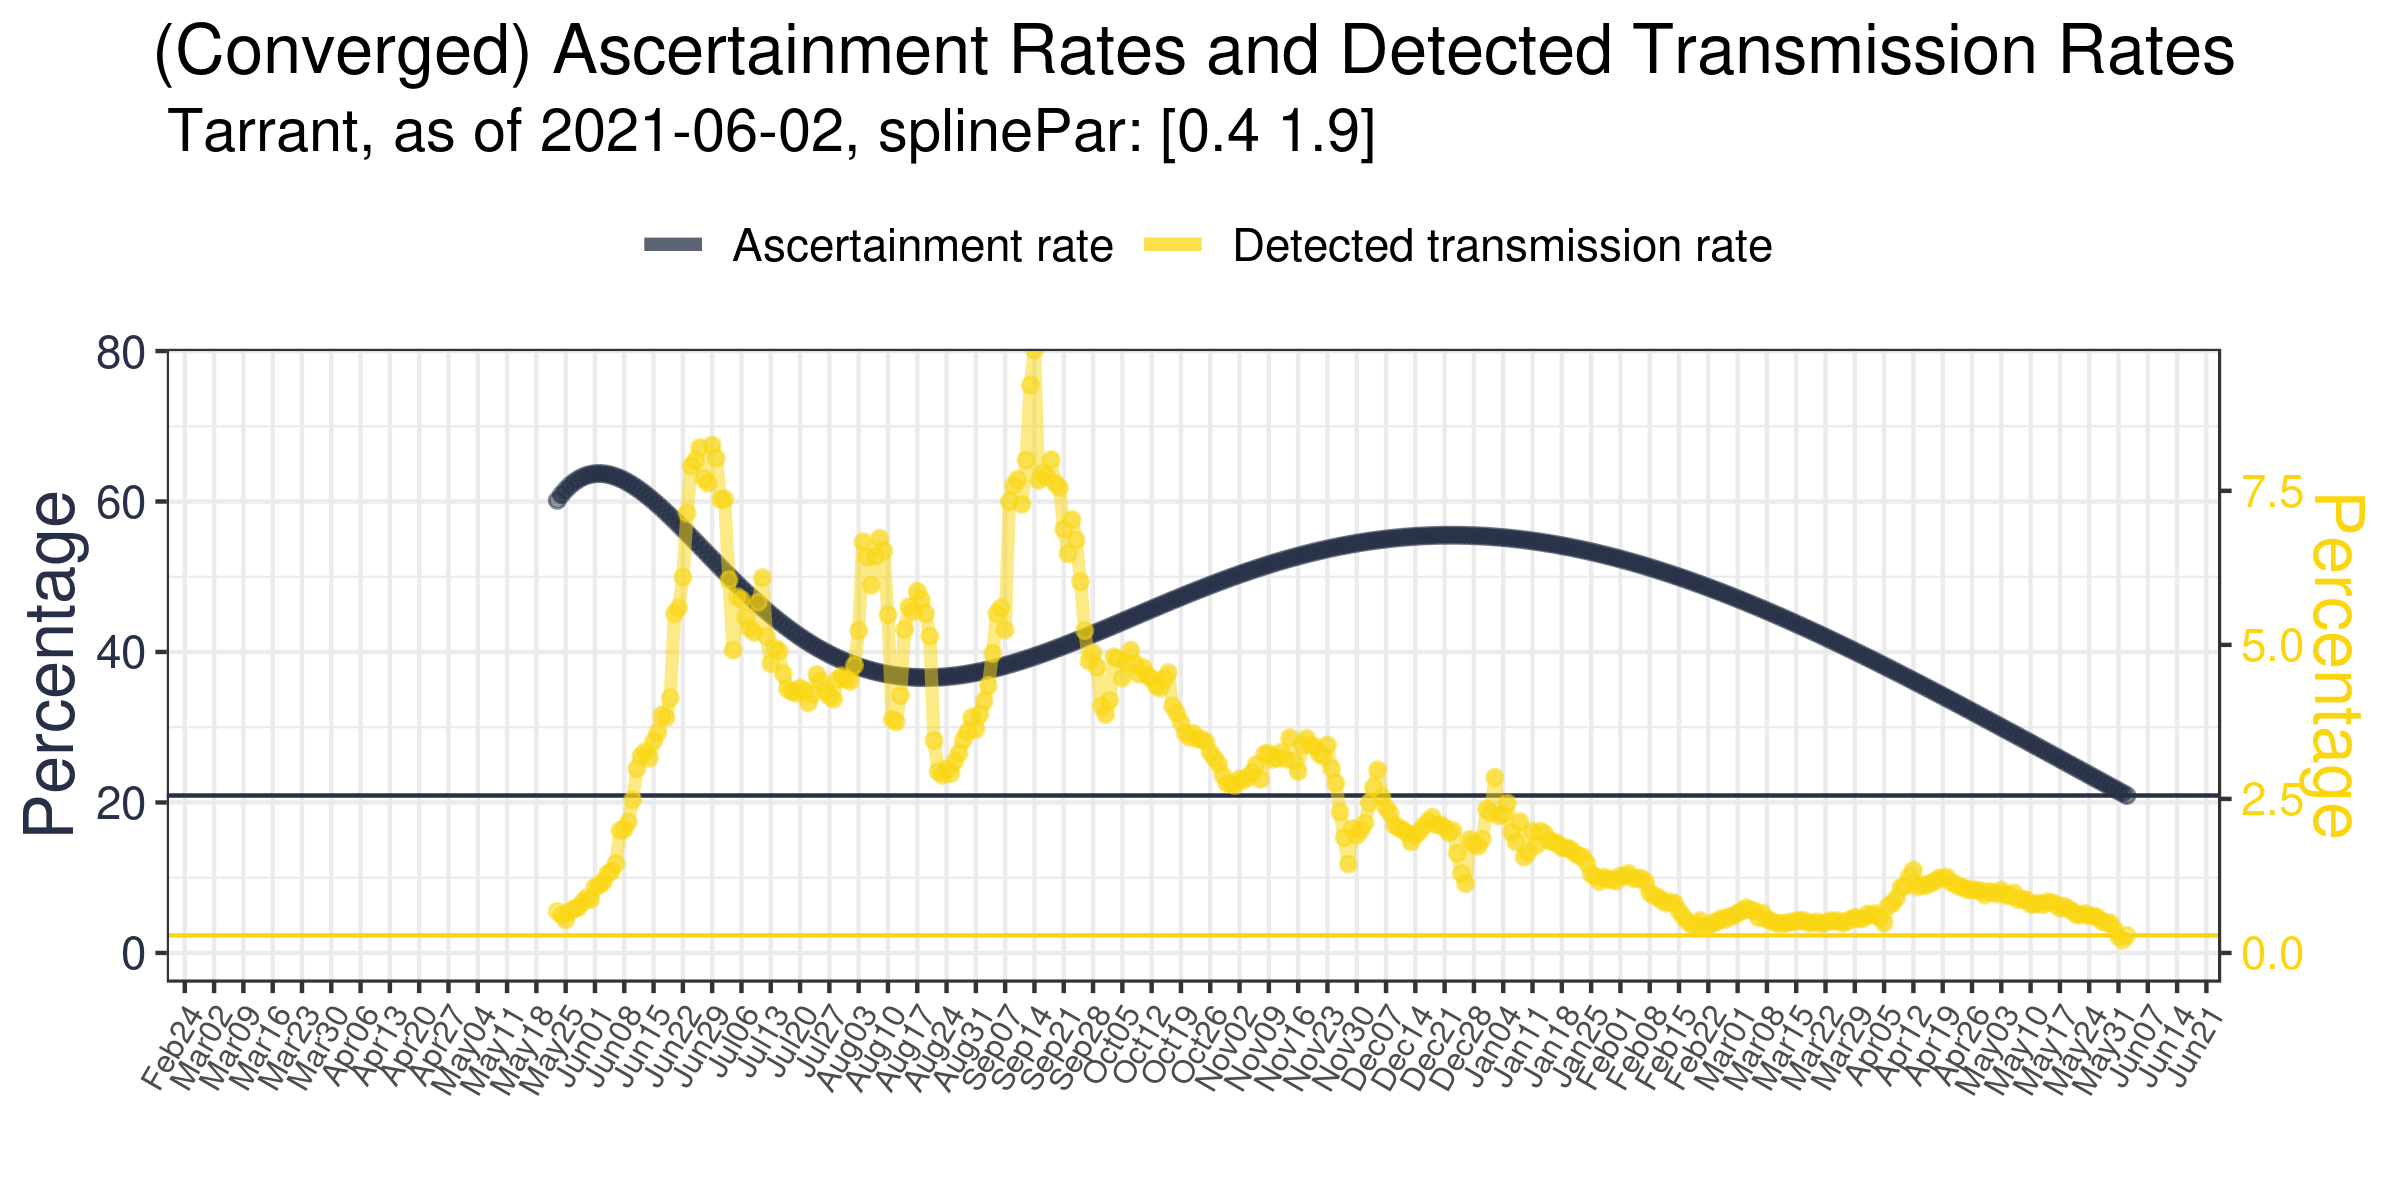 (Converged) Ascertainment Rates and Detected Transmission Rates
Tarrant, as of 2021-06-02, splinePar: [0.4 1.9]
Ascertainment rate
Detected transmission rate
Percentage
80
60
40
20
0
7.5
5.0
2.5
0.0
Percentage
Feb24
Mar02
Mar09
Mar16
Mar23
Mar30
Apr06
Apr13
Apr20
Apr27
May04
May11
May18
May25
Jun01
Jun08
Jun15
Jun22
Jun29
Jul06
Jul13
Jul20
Jul27
Aug03
Aug10
Aug17
Aug24
Aug31
Sep07
Sep14
Sep21
Sep28
Oct05
Oct12
Oct19
Oct26
Nov02
Nov09
Nov16
Nov23
Nov30
Dec07
Dec14
Dec21
Dec28
Jan04
Jan11
Jan18
Jan25
Feb01
Feb08
Feb15
Feb22
Mar01
Mar08
Mar15
Mar22
Mar29
Apr05
Apr12
Apr19
Apr26
May03
May10
May17
May24
May31
Jun07
Jun14
Jun21